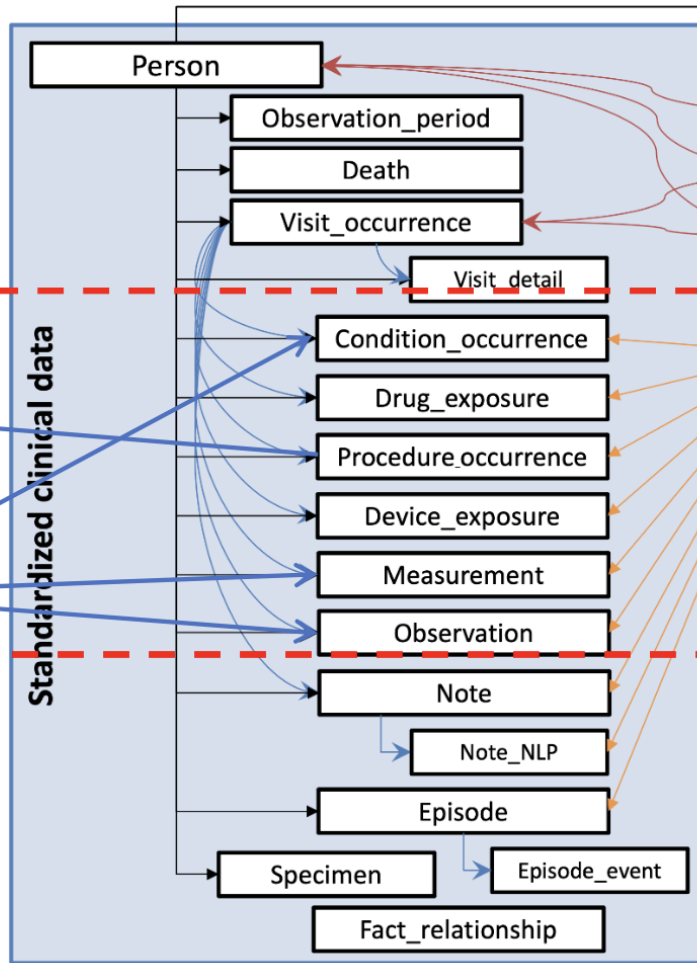 Person
Observation_period
Death
Visit_occurrence
Visit_detail
Standardized clinical data
Condition_occurrence
Drug_exposure
Procedure_occurrence
Device_exposure
Measurement
Observation
Note
Note_NLP
Episode
Episode_event
Specimen
Fact_relationship